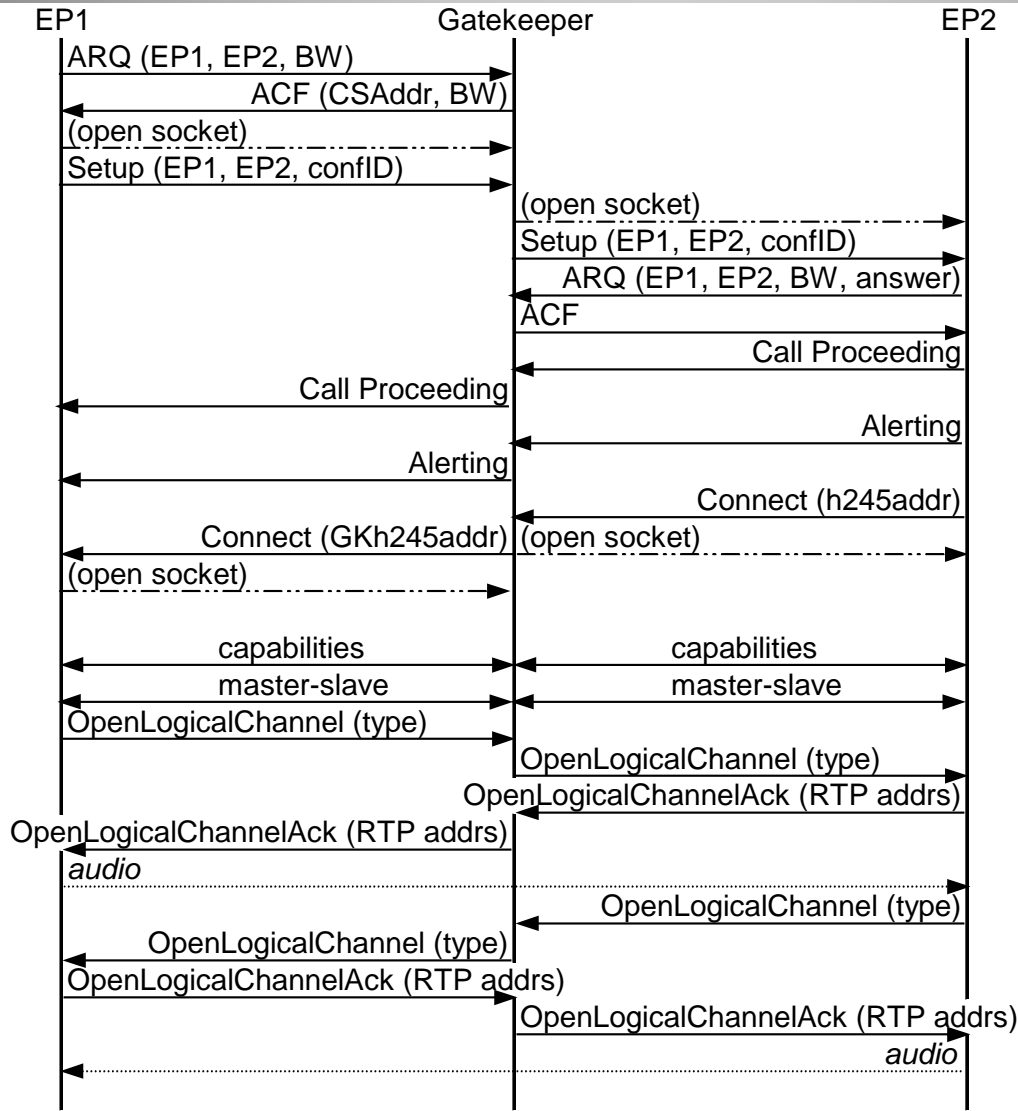 EP1 Gatekeeper EP2
ARQ (EP1, EP2, BW)
ACF (CSAddr, BW)
(open socket)
Setup (EP1, EP2, confID)
(open socket)
Setup (EP1, EP2, confID)
ARQ (EP1, EP2, BW, answer)
ACF
Call Proceeding
Call Proceeding
Alerting
Alerting
Connect (h245addr)
Connect (GKh245addr) (open socket)
(open socket)
capabilities capabilities
master-slave master-slave
OpenLogicalChannel (type)
OpenLogicalChannel (type)
OpenLogicalChannelAck (RTP addrs)
OpenLogicalChannelAck (RTP addrs)
audio
OpenLogicalChannel (type)
OpenLogicalChannel (type)
OpenLogicalChannelAck (RTP addrs)
OpenLogicalChannelAck (RTP addrs)
audio